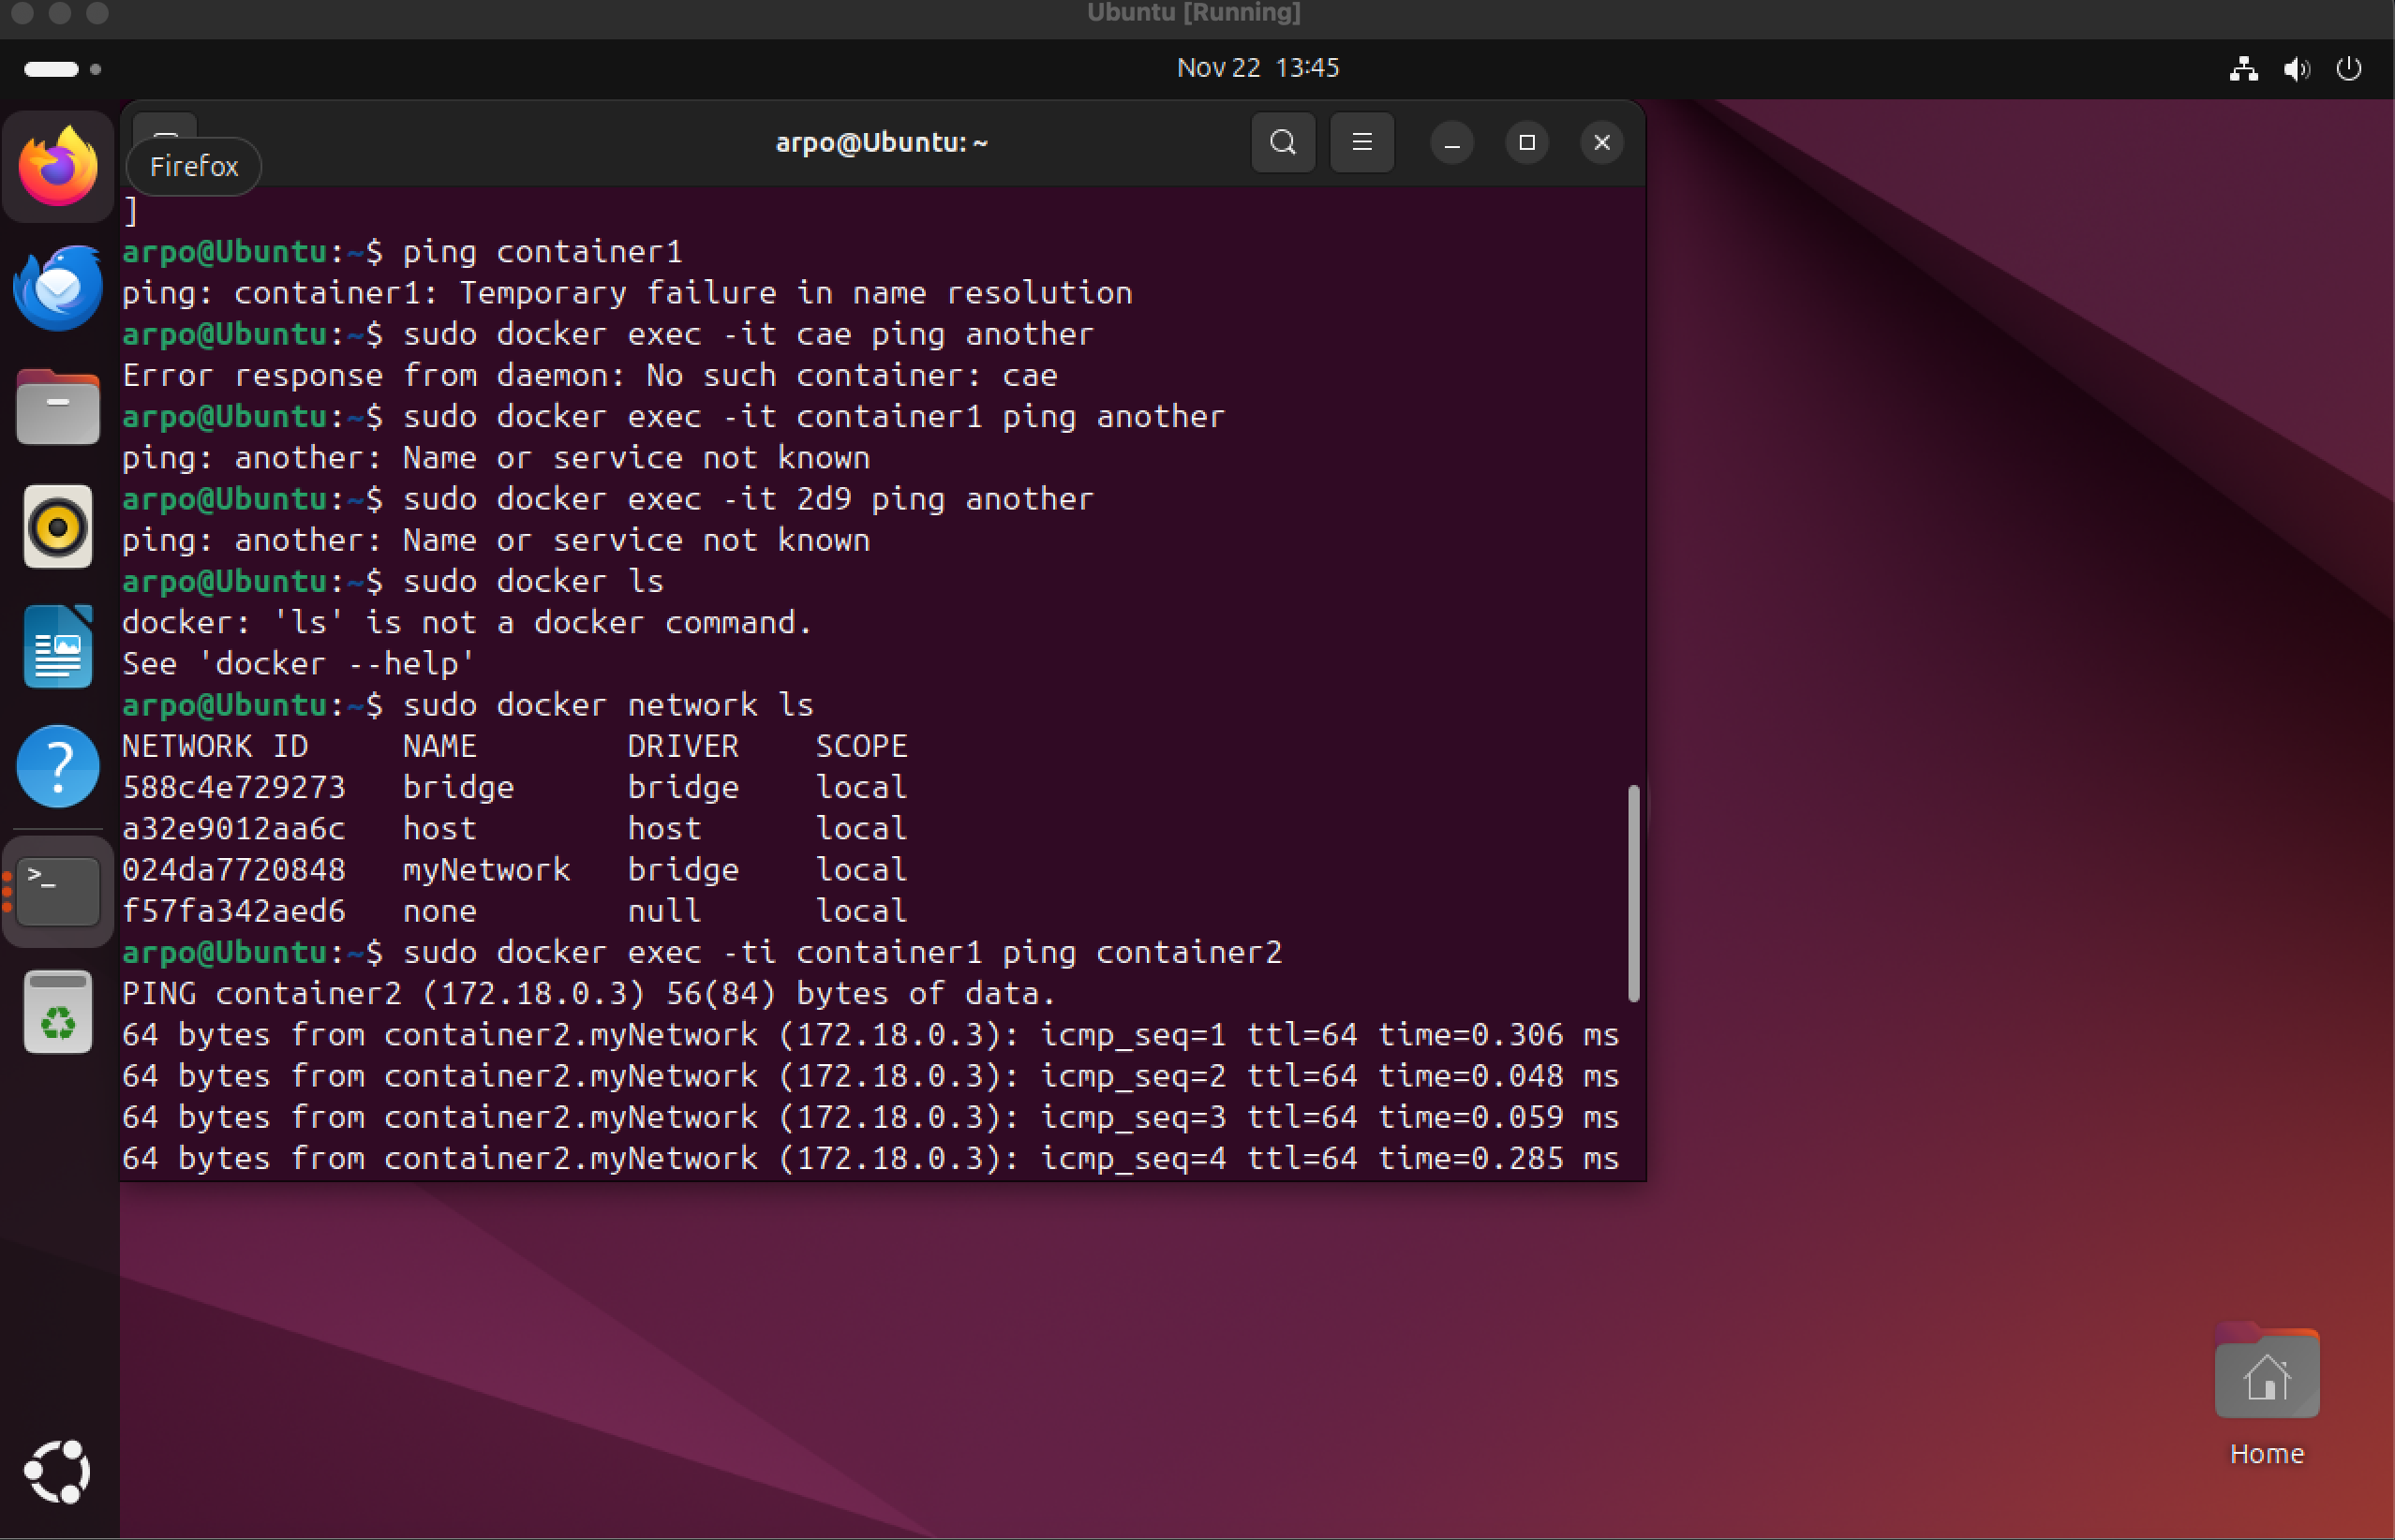 Ubuntu [Running]
Nov 22 13:45
arpo@Ubuntu: ~
Firefox
]
arpo@Ubuntu:~$ ping container1
ping: container1: Temporary failure in name resolution
arpo@Ubuntu:~$ sudo docker exec -it cae ping another
Error response from daemon: No such container: cae
arpo@Ubuntu:~$ sudo docker exec -it container1 ping another
ping: another: Name or service not known
arpo@Ubuntu:~$ sudo docker exec -it 2d9 ping another
ping: another: Name or service not known
arpo@Ubuntu:~$ sudo docker ls
docker: 'ls' is not a docker command.
See 'docker --help'
arpo@Ubuntu:~$ sudo docker network ls
NETWORK ID     NAME        DRIVER    SCOPE
588c4e729273   bridge      bridge    local
a32e9012aa6c   host        host      local
024da7720848   myNetwork   bridge    local
f57fa342aed6   none        null      local
arpo@Ubuntu:~$ sudo docker exec -ti container1 ping container2
PING container2 (172.18.0.3) 56(84) bytes of data.
64 bytes from container2.myNetwork (172.18.0.3): icmp_seq=1 ttl=64 time=0.306 ms
64 bytes from container2.myNetwork (172.18.0.3): icmp_seq=2 ttl=64 time=0.048 ms
64 bytes from container2.myNetwork (172.18.0.3): icmp_seq=3 ttl=64 time=0.059 ms
64 bytes from container2.myNetwork (172.18.0.3): icmp_seq=4 ttl=64 time=0.285 ms
Home